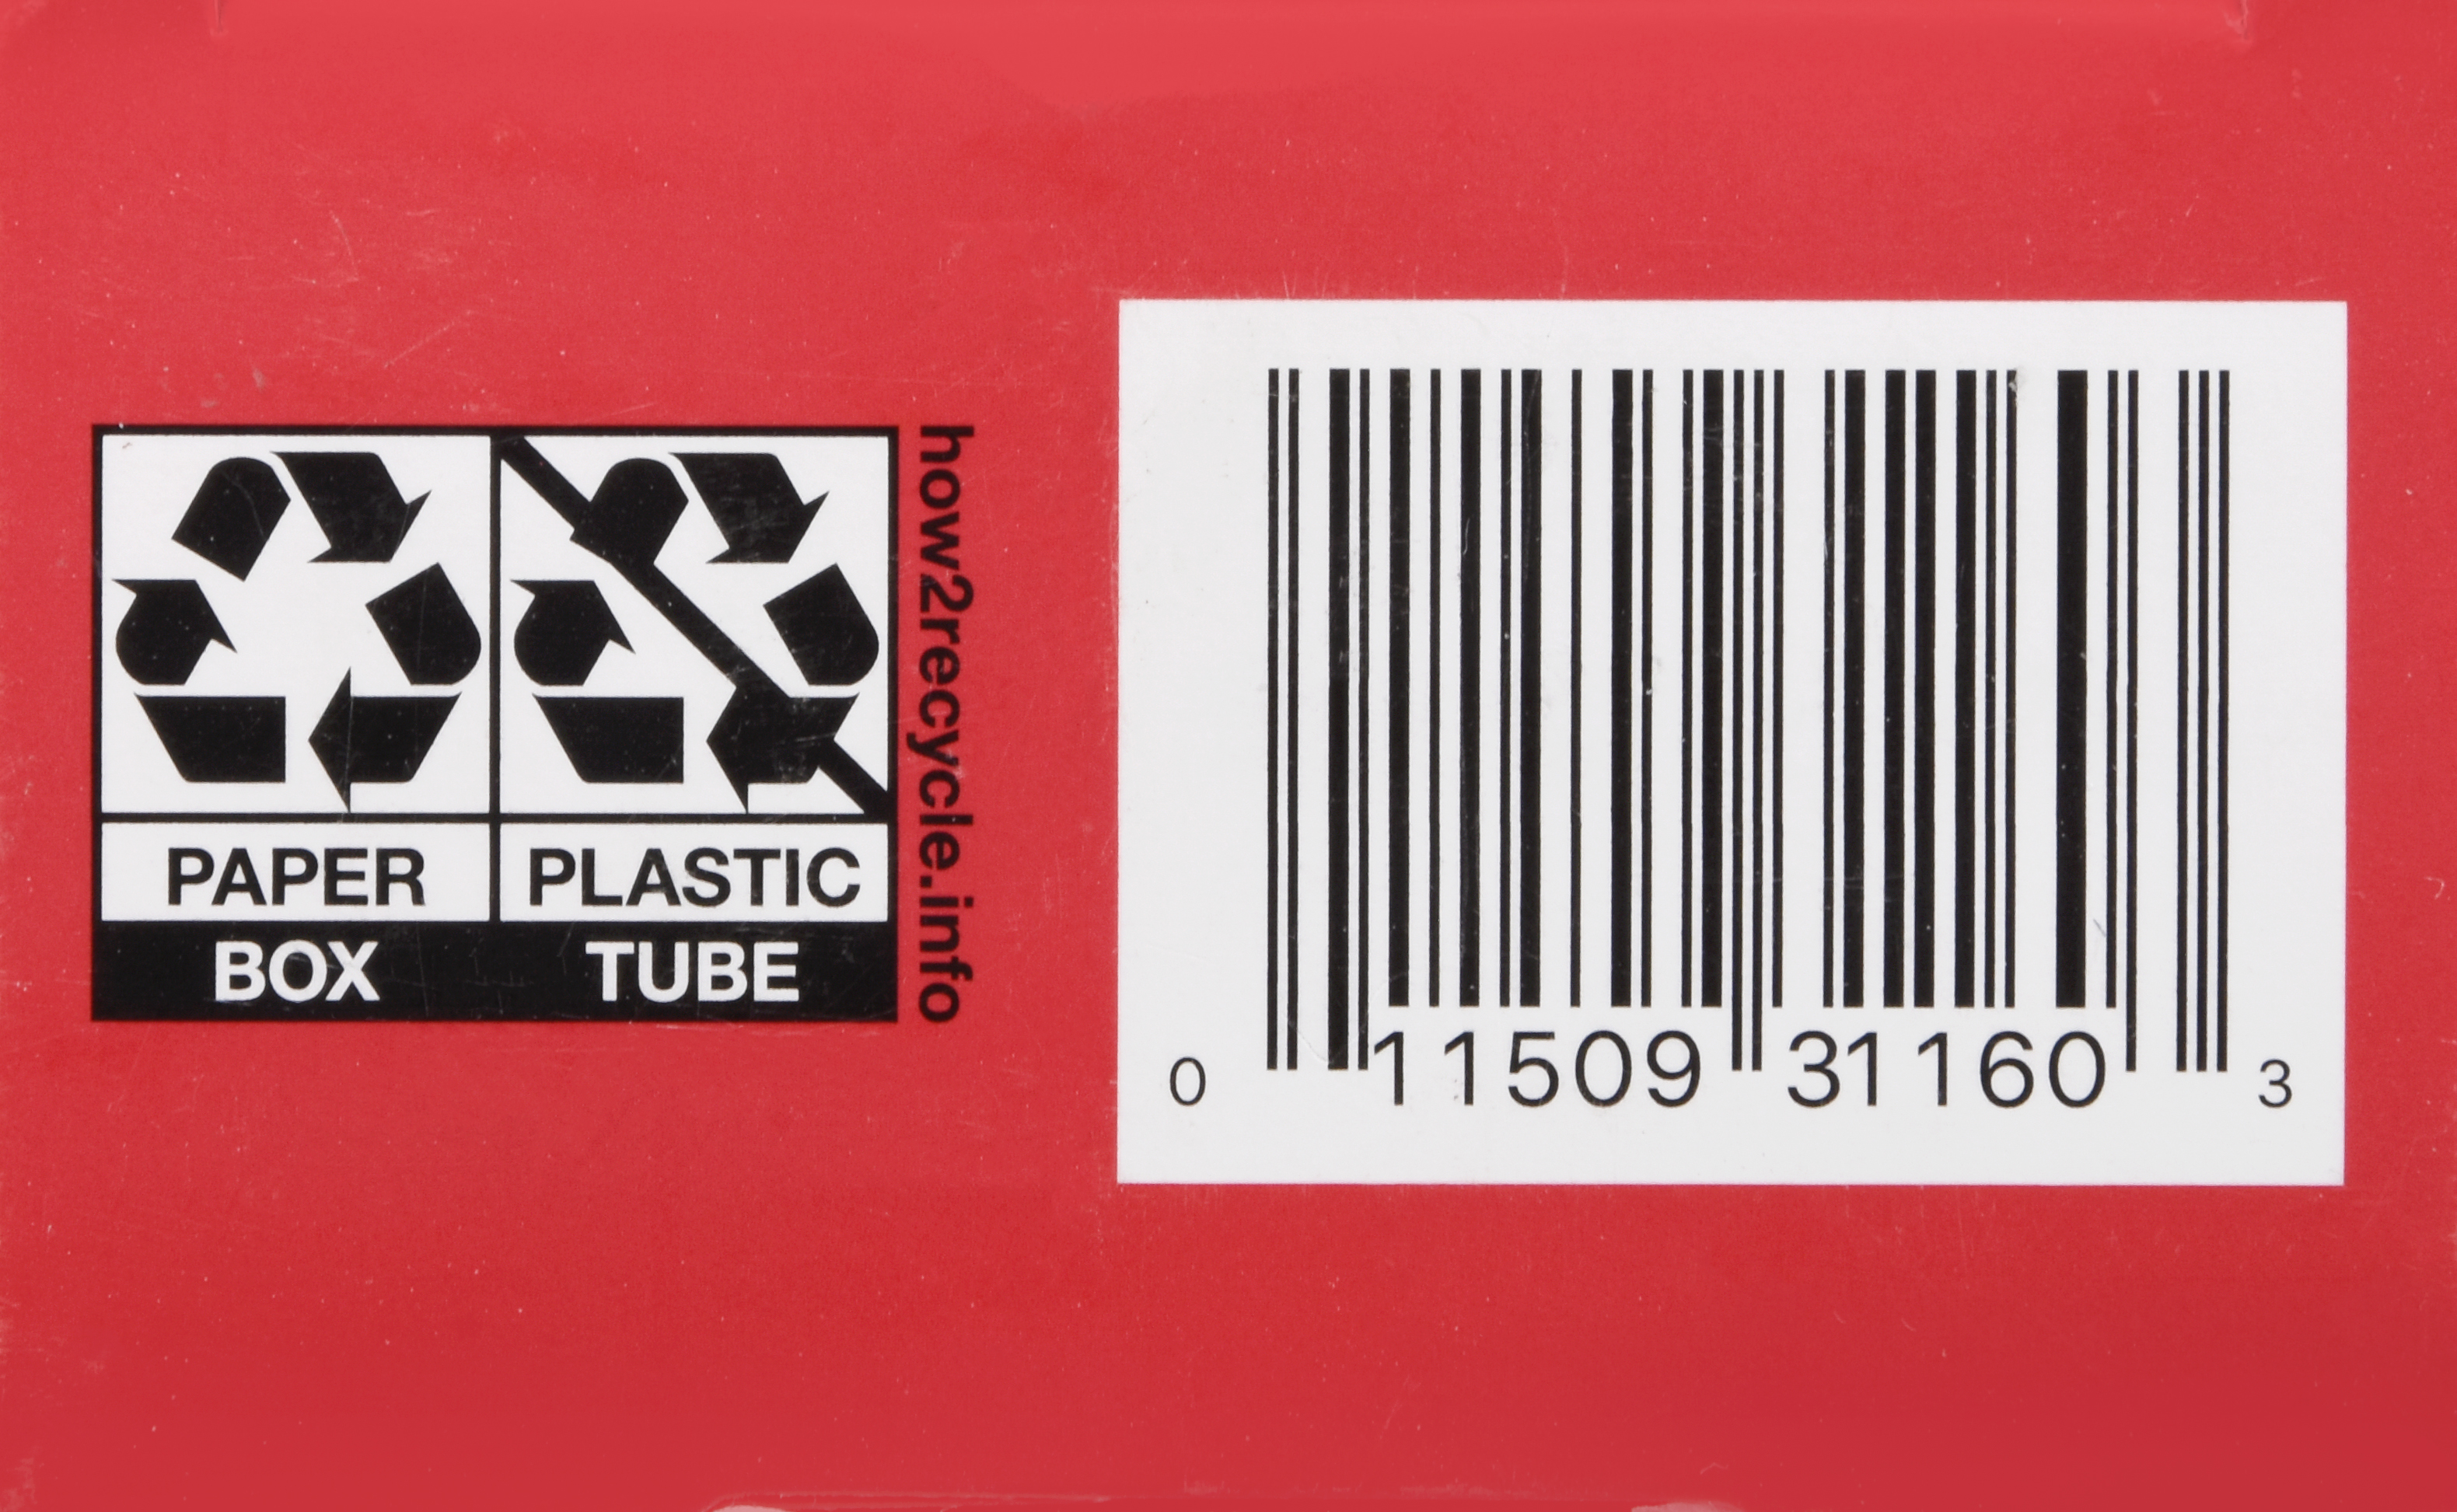 PAPER PLASTIC
BOX TUBE
how2recycle.info
0 11509 31160 3